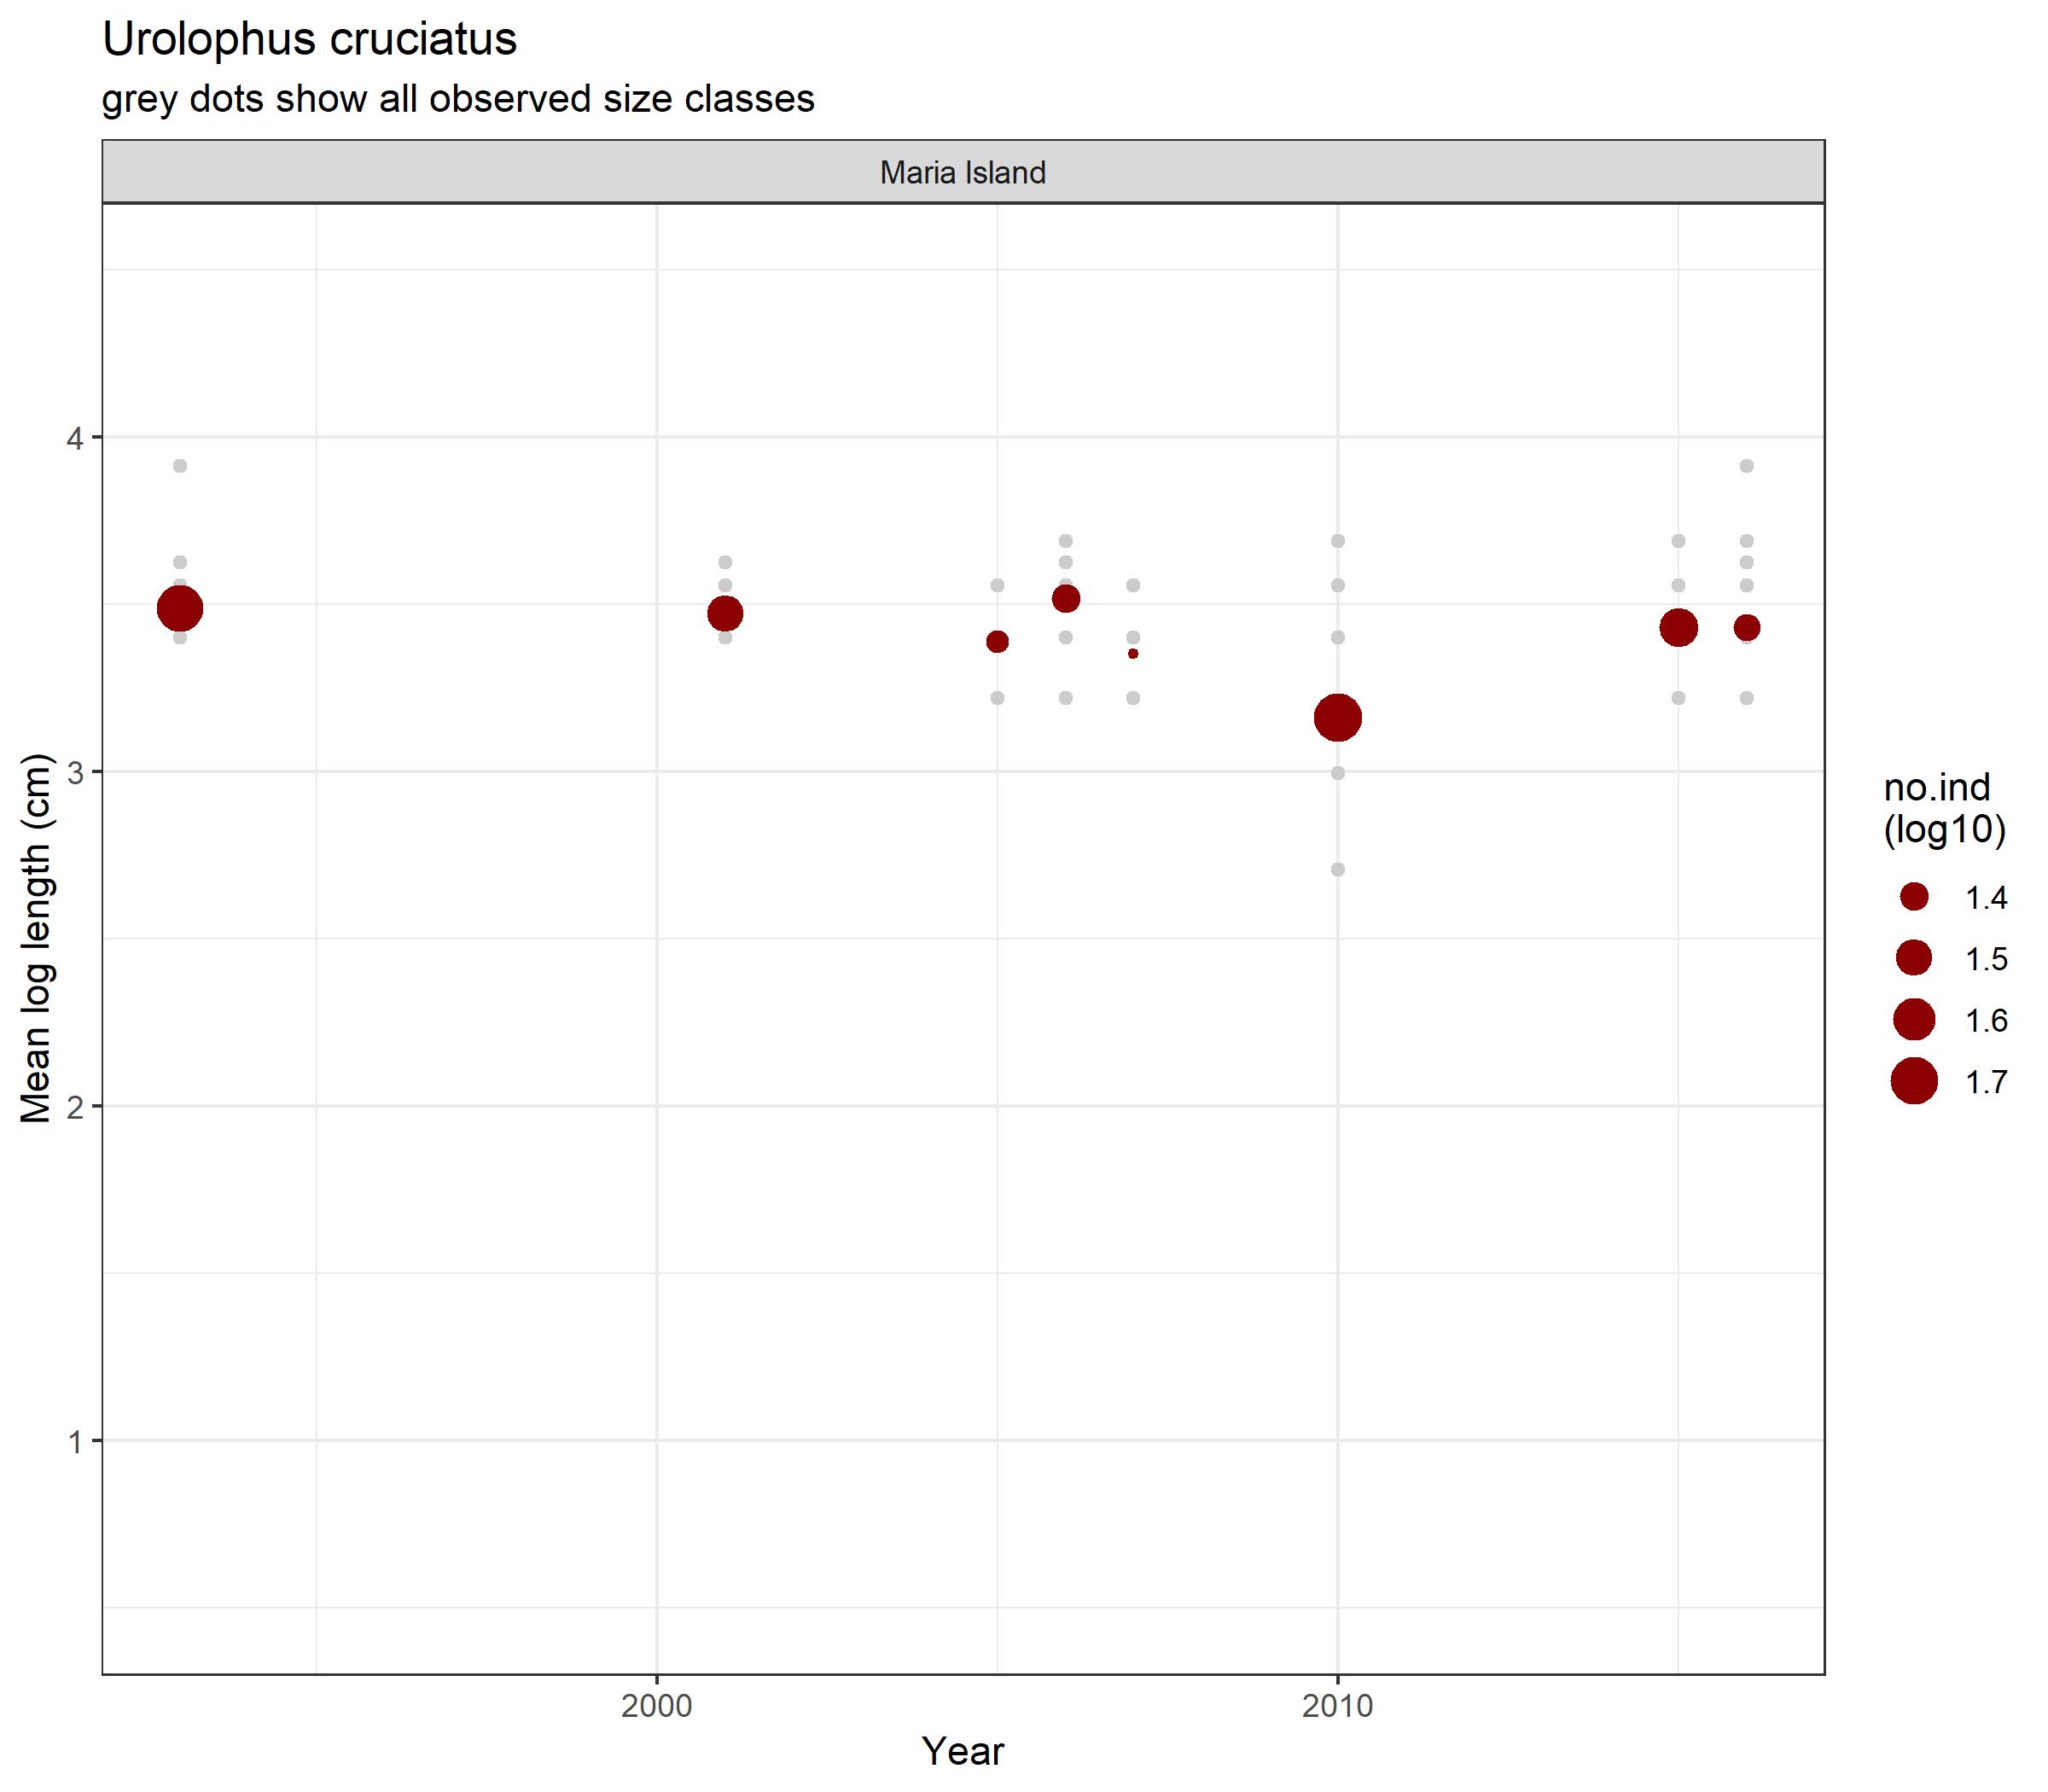 Urolophus cruciatus
grey dots show all observed size classes
Maria Island
4
3
2
1
Mean log length (cm)
2000 2010
Year
no.ind
(log10)
1.4
1.5
1.6
1.7